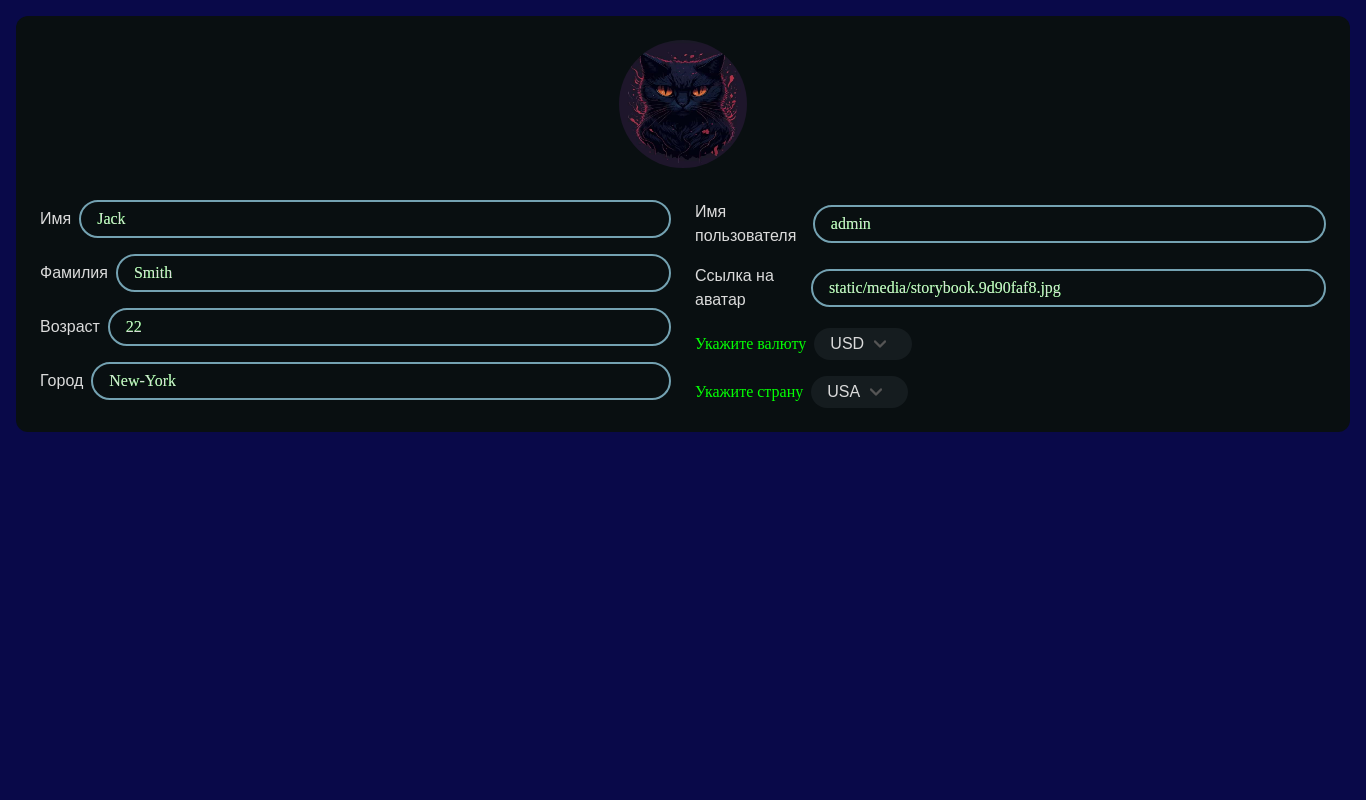 Имя
Jack
Фамилия
Smith
Возраст
22
Город
New-York
Имя
пользователя
admin
Ссылка на
аватар
static/media/storybook.9d90faf8.jpg
Укажите валюту
USD
Укажите страну
USA